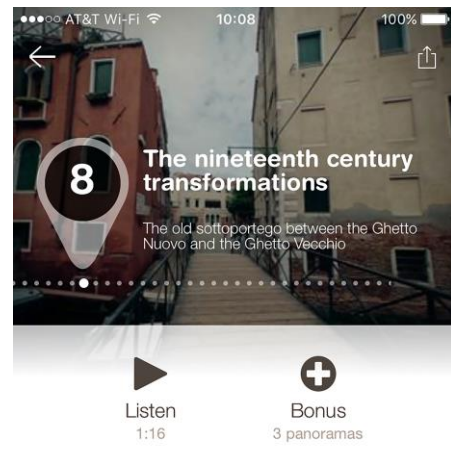 AT&T Wi-Fi 10:08 100%
8
The nineteenth century
transformations
The old sottoportego between the Ghetto
Nuovo and the Ghetto Vecchio
Listen Bonus
1:16 3 panoramas